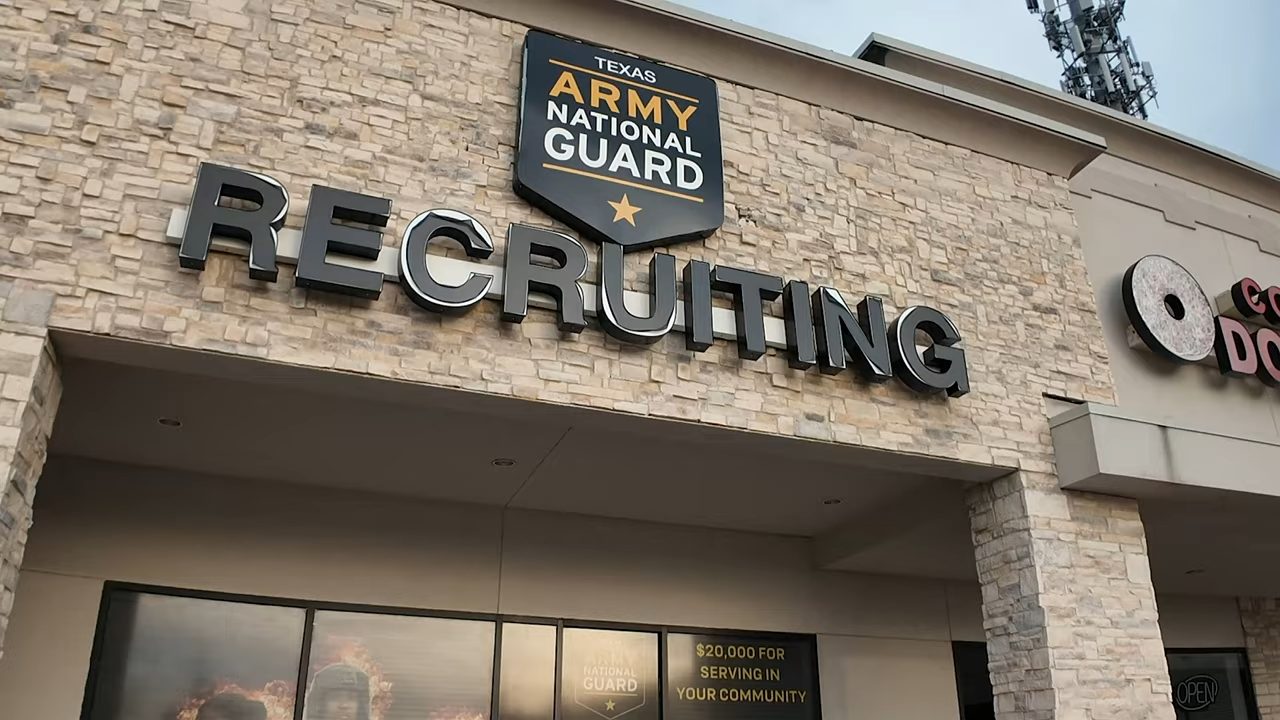 TEXAS
ARMY
NATIONAL
GUARD
RECRUITING
ARMY
NATIONAL
GUARD
$20,000 FOR
SERVING IN
YOUR COMMUNITY
OPEN